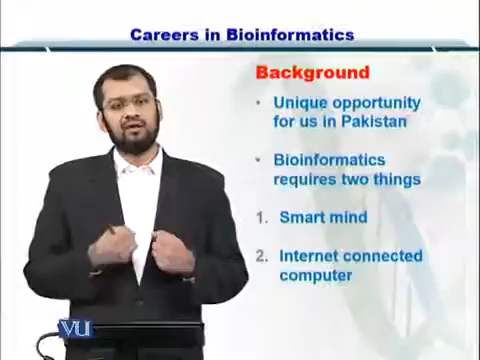 Careers in Bioinformatics
Background
• Unique opportunity
for us in Pakistan
• Bioinformatics
requires two things
1. Smart mind
2. Internet connected
computer
VU